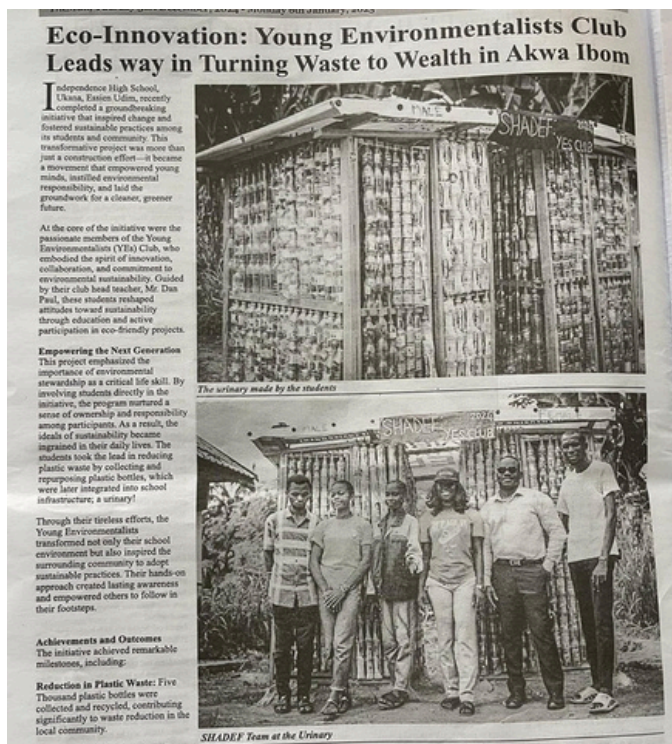 Eco-Innovation: Young Environmentalists Club
Leads way in Turning Waste to Wealth in Akwa Ibom
Independence High School,
Ukana, Essien Udim, recently
completed a groundbreaking
initiative that inspired change and
fostered sustainable practices among
its students and community. This
transformative project was more than
just a construction effort—it became
a movement that empowered young
minds, instilled environmental
responsibility, and laid the
groundwork for a cleaner, greener
future.
At the core of the initiative were the
passionate members of the Young
Environmentalists (YEs) Club, who
embodied the spirit of innovation,
collaboration, and commitment to
environmental sustainability. Guided
by their club head teacher, Mr. Dan
Paul, these students reshaped
attitudes toward sustainability
through education and active
participation in eco-friendly projects.
Empowering the Next Generation
This project emphasized the
importance of environmental
stewardship as a critical life skill. By
involving students directly in the
initiative, the program nurtured a
sense of ownership and responsibility
among participants. As a result, the
ideals of sustainability became
ingrained in their daily lives. The
students took the lead in reducing
plastic waste by collecting and
repurposing plastic bottles, which
were later integrated into school
infrastructure; a urinary!
Through their tireless efforts, the
Young Environmentalists
transformed not only their school
environment but also inspired the
surrounding community to adopt
sustainable practices. Their hands-on
approach created lasting awareness
and empowered others to follow in
their footsteps.
Achievements and Outcomes
The initiative achieved remarkable
milestones, including:
Reduction in Plastic Waste: Five
Thousand plastic bottles were
collected and recycled, contributing
significantly to waste reduction in the
local community.
MALE
SHADEF 2024
YES CLUB
The urinary made by the students
MALE
SHADEF 2024
YES CLUB
SHADEF Team at the Urinary